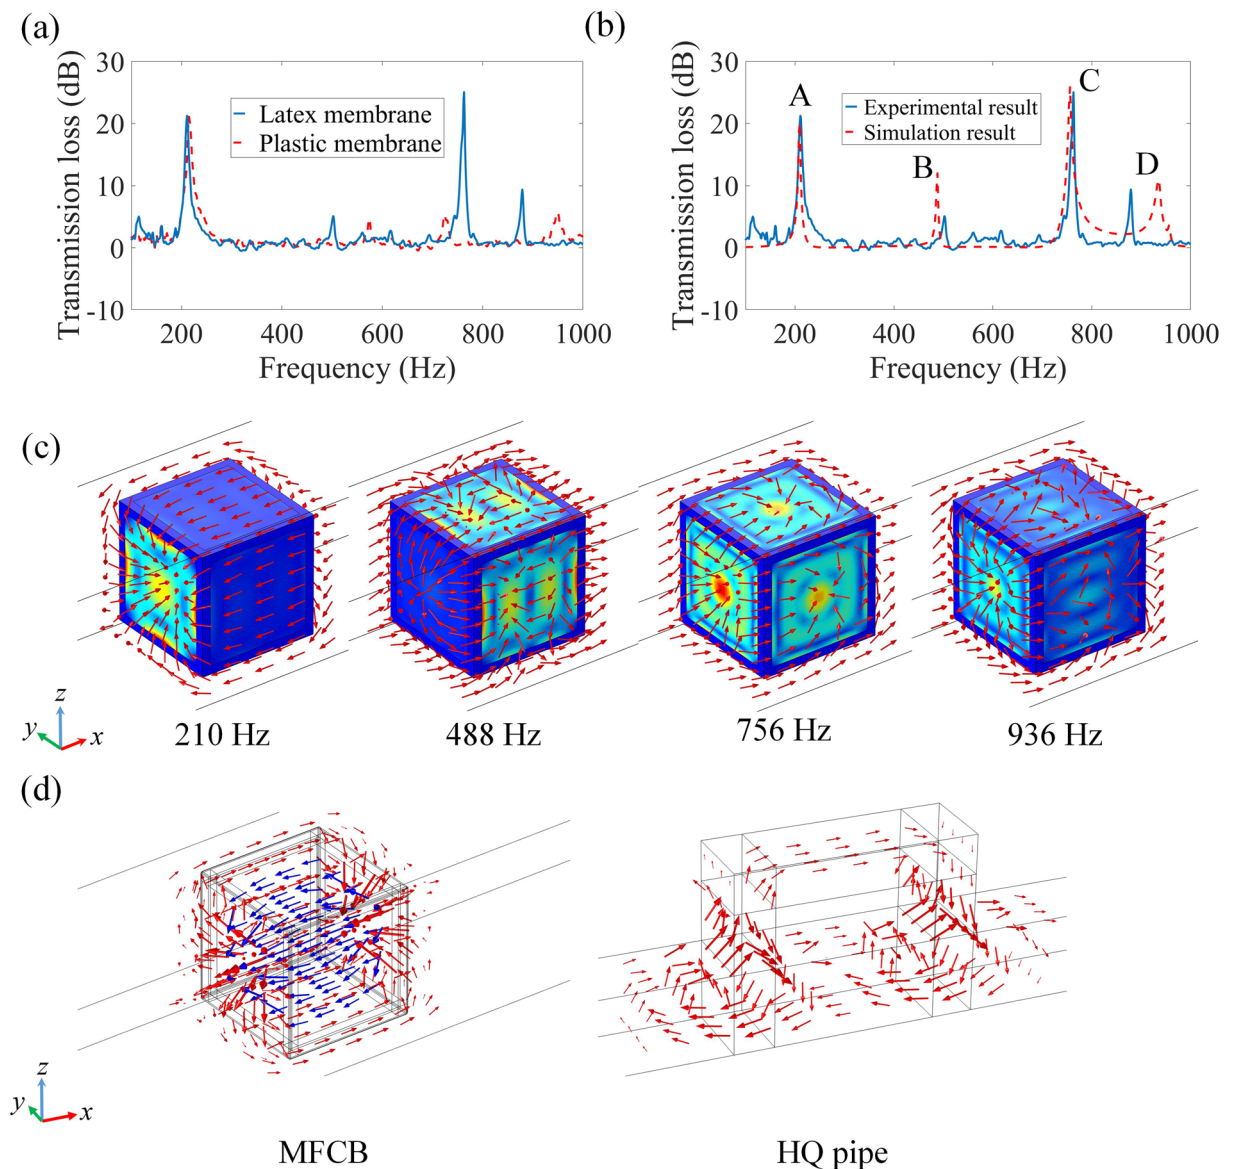 (a)
30
20
10
0
-10
Transmission loss (dB)
Latex membrane
Plastic membrane
200
400
600
800
1000
Frequency (Hz)
(b)
30
20
10
0
-10
Transmission loss (dB)
A
B
C
D
Experimental result
Simulation result
200
400
600
800
1000
Frequency (Hz)
(c)
z
y
x
210 Hz
488 Hz
756 Hz
936 Hz
(d)
z
y
x
MFCB
HQ pipe